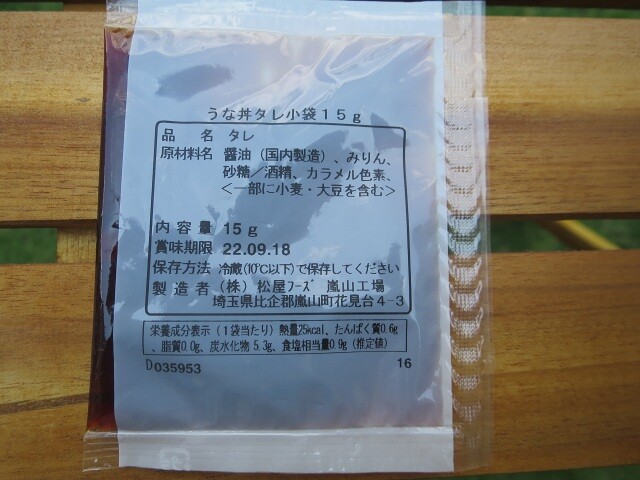 うな丼タレ小袋15g
品 名 タレ
原材料名 醤油(国内製造)、みりん、
砂糖/酒精、カラメル色素、
<一部に小麦・大豆を含む>
内容量 15g
賞味期限 22.09.18
保存方法 冷蔵(10℃以下)で保存してください
製造者 (株)松屋フーズ 嵐山工場
埼玉県比企郡嵐山町花見台4-3
栄養成分表示(1袋当たり)熱量25kcal、たんぱく質0.6g
、脂質0.0g、炭水化物 5.3g、食塩相当量0.9g(推定値)
D035953 16